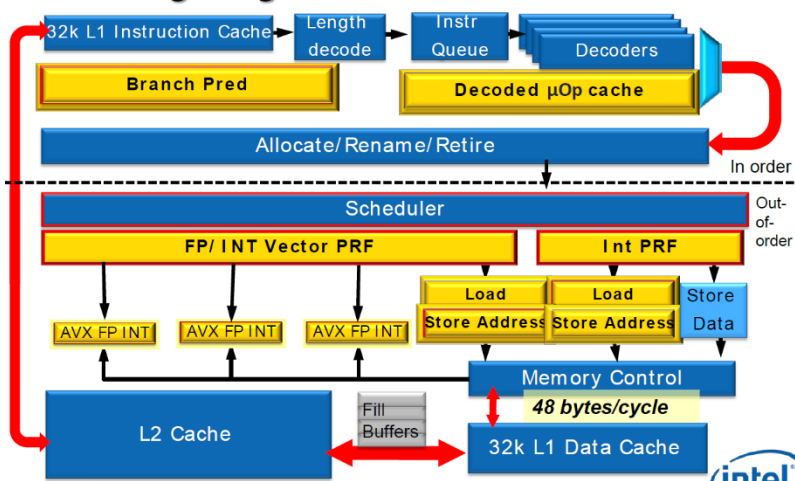 32k L1 Instruction Cache
Length
decode
Instr
Queue
Decoders
Branch Pred
Decoded µOp cache
Allocate/Rename/Retire
In order
Scheduler
Out-
of-
order
FP/ INT Vector PRF
Int PRF
Load
Load
Store
Data
Store Address
Store Address
AVX FP INT
AVX FP INT
AVX FP INT
Memory Control
48 bytes/cycle
Fill
Buffers
L2 Cache
32k L1 Data Cache
intel